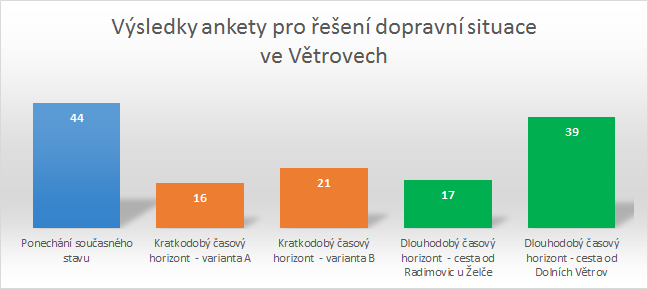 Výsledky ankety pro řešení dopravní situace
ve Větrovech
44
16
21
17
39
Ponechání současného
stavu
Kratkodobý časový
horizont - varianta A
Kratkodobý časový
horizont - varianta B
Dlouhodobý časový
horizont - cesta od
Radimovic u Želče
Dlouhodobý časový
horizont - cesta od
Dolních Větrov